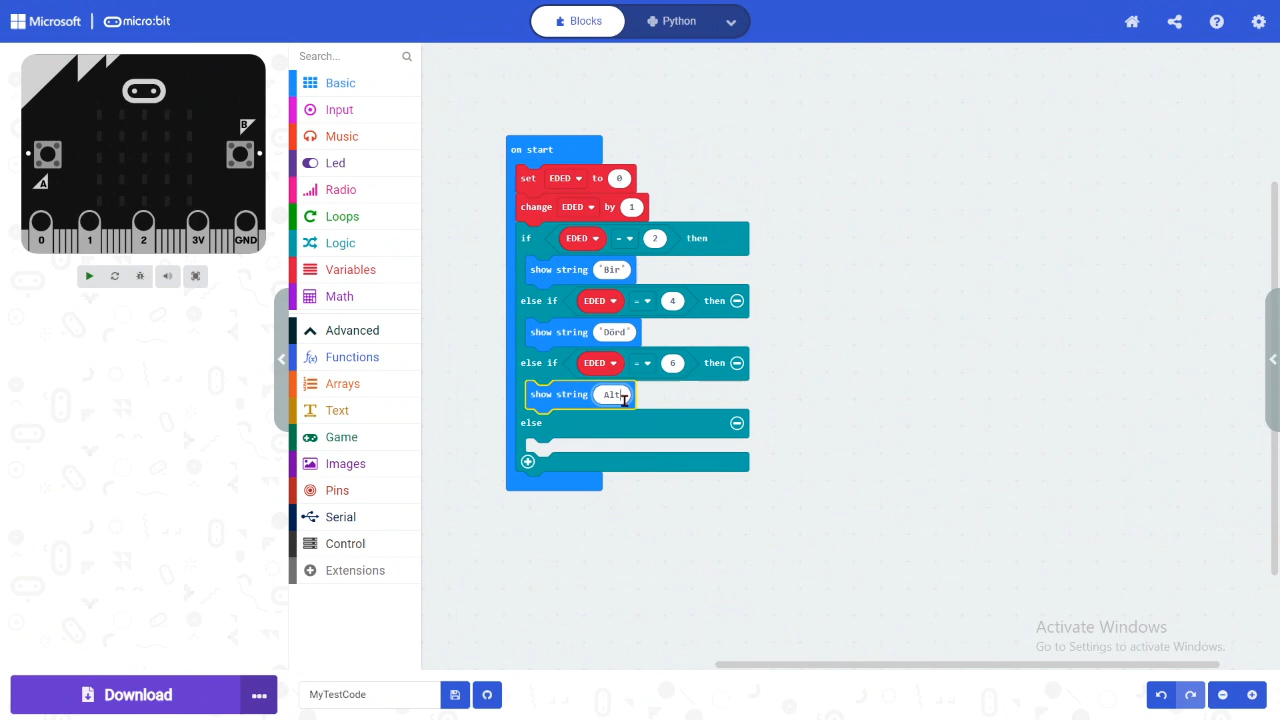 Microsoft
micro:bit
Blocks
Python
Search...
Basic
Input
Music
Led
Radio
Loops
Logic
Variables
Math
Advanced
Functions
Arrays
Text
Game
Images
Pins
Serial
Control
Extensions
A
B
0 1 2 3V GND
on start
set EDED to 0
change EDED by 1
if EDED = 2 then
show string "Bir"
else if EDED = 4 then
show string "Dörd"
else if EDED = 6 then
show string Alt
else
Activate Windows
Go to Settings to activate Windows.
Download
MyTestCode